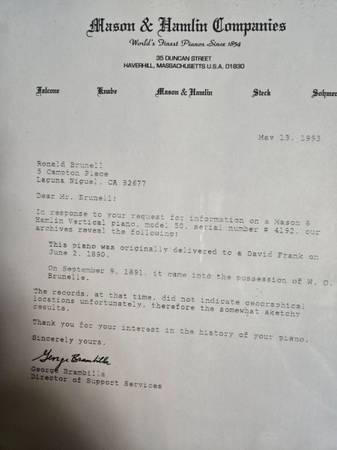 Mason & Hamlin Companies
World's Finest Pianos Since 1854
35 DUNCAN STREET
HAVERHILL, MASSACHUSETTS U.S.A. 01830
Falcone Knabe Mason & Hamlin Steck Sohmer
May 13, 1993
Ronald Brunell
5 Campton Place
Laguna Niguel, CA 92677
Dear Mr. Brunell:
In response to your request for information on a Mason &
Hamlin Vertical piano, model 50, serial number # 4192, our
archives reveal the following:
This piano was originally delivered to a David Frank on
June 2, 1890.
On September 9, 1891, it came into the possession of W. O.
Brunelle.
The records, at that time, did not indicate geographical
locations unfortunately, therefore the somewhat sketchy
results.
Thank you for your interest in the history of your piano.
Sincerely yours,
George Brambilla
George Brambilla
Director of Support Services